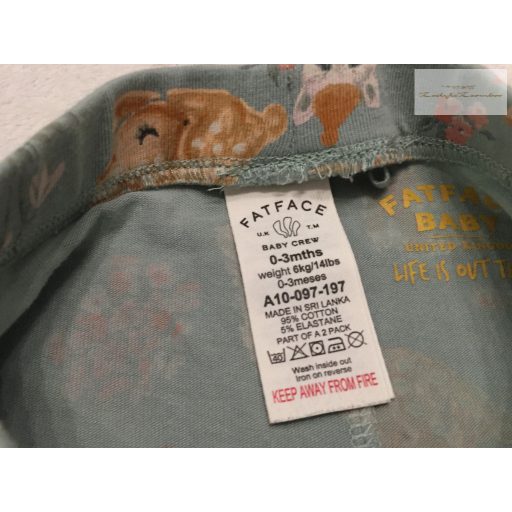 FATFACE
U.K T.M
BABY CREW
0-3mths
weight 6kg/14lbs
0-3meses
A10-097-197
MADE IN SRI LANKA
95% COTTON
5% ELASTANE
PART OF A 2 PACK
40
Wash inside out
Iron on reverse
KEEP AWAY FROM FIRE
FATFACE
BABY
UNITED KINGDOM
LIFE IS OUT